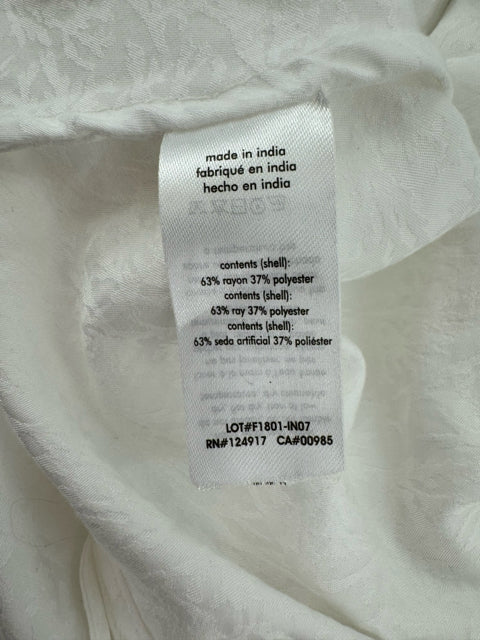 made in india
fabriqué en india
hecho en india
contents (shell):
63% rayon 37% polyester
contents (shell):
63% ray 37% polyester
contents (shell):
63% seda artificial 37% poliéster
LOT#F1801-IN07
RN#124917 CA#00985